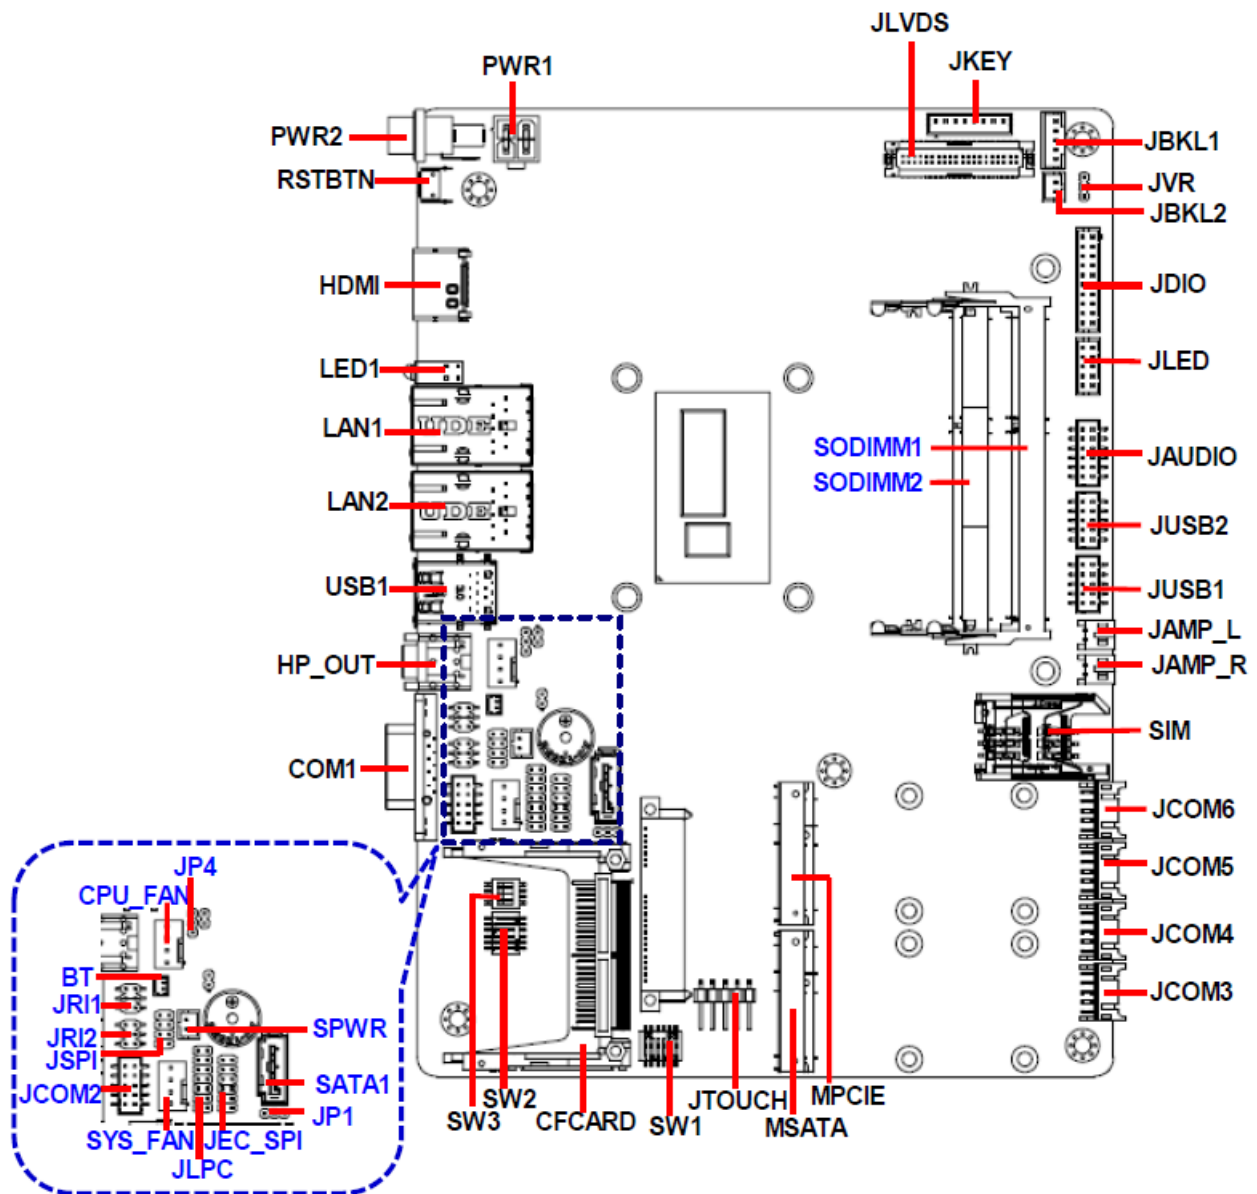 JLVDS
JKEY
PWR1
PWR2
JBKL1
RSTBTN
JVR
JBKL2
HDMI
JDIO
LED1
JLED
LAN1
SODIMM1
JAUDIO
SODIMM2
LAN2
JUSB2
USB1
JUSB1
JAMP_L
HP_OUT
JAMP_R
SIM
COM1
JCOM6
JCOM5
JP4
CPU_FAN
JCOM4
BT
JRI1
JCOM3
SPWR
JRI2
JSPI
SATA1
JCOM2
JP1
SYS_FAN
JEC_SPI
JLPC
SW3
SW2
CFCARD
SW1
JTOUCH
MSATA
MPCIE